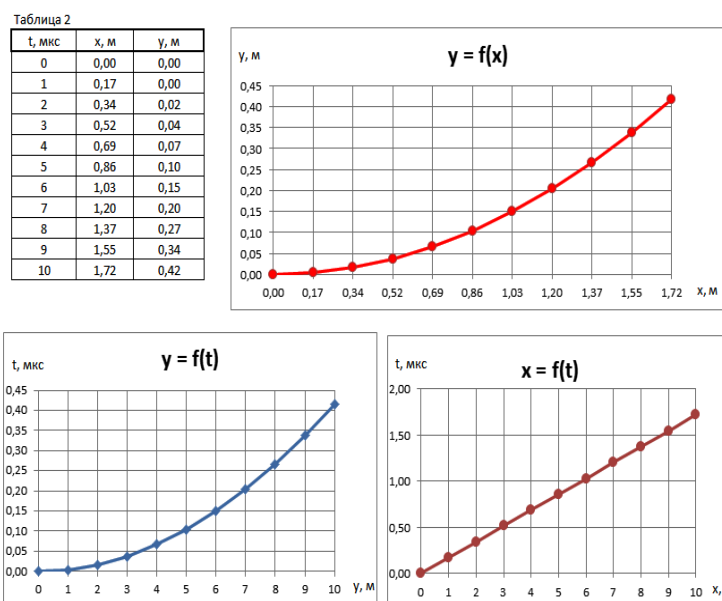 Таблица 2
t, мкс x, м y, м
0 0,00 0,00
1 0,17 0,00
2 0,34 0,02
3 0,52 0,04
4 0,69 0,07
5 0,86 0,10
6 1,03 0,15
7 1,20 0,20
8 1,37 0,27
9 1,55 0,34
10 1,72 0,42
y, м
y = f(x)
0,45
0,40
0,35
0,30
0,25
0,20
0,15
0,10
0,05
0,00
0,00 0,17 0,34 0,52 0,69 0,86 1,03 1,20 1,37 1,55 1,72 x, м
t, мкс
y = f(t)
0,45
0,40
0,35
0,30
0,25
0,20
0,15
0,10
0,05
0,00
0 1 2 3 4 5 6 7 8 9 10 y, м
t, мкс
x = f(t)
2,00
1,50
1,00
0,50
0,00
0 1 2 3 4 5 6 7 8 9 10 x,